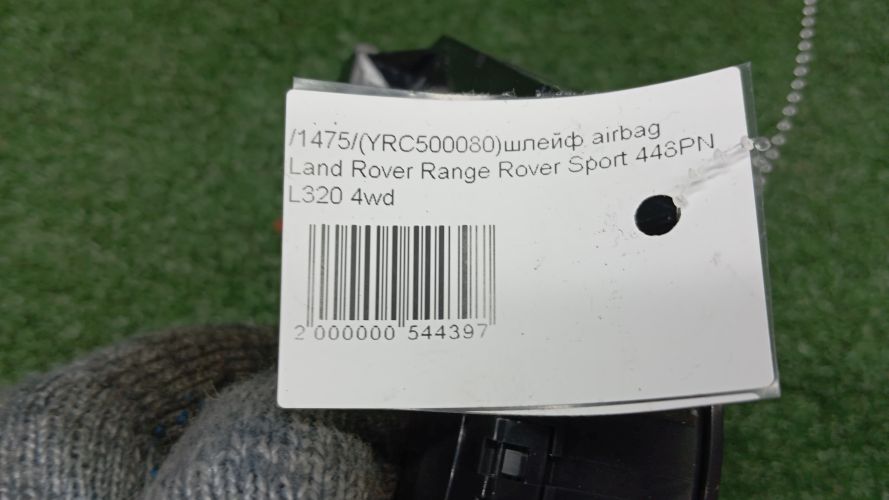 /1475/(YRC500080)шлейф airbag
Land Rover Range Rover Sport 448PN
L320 4wd
2 000000 544397